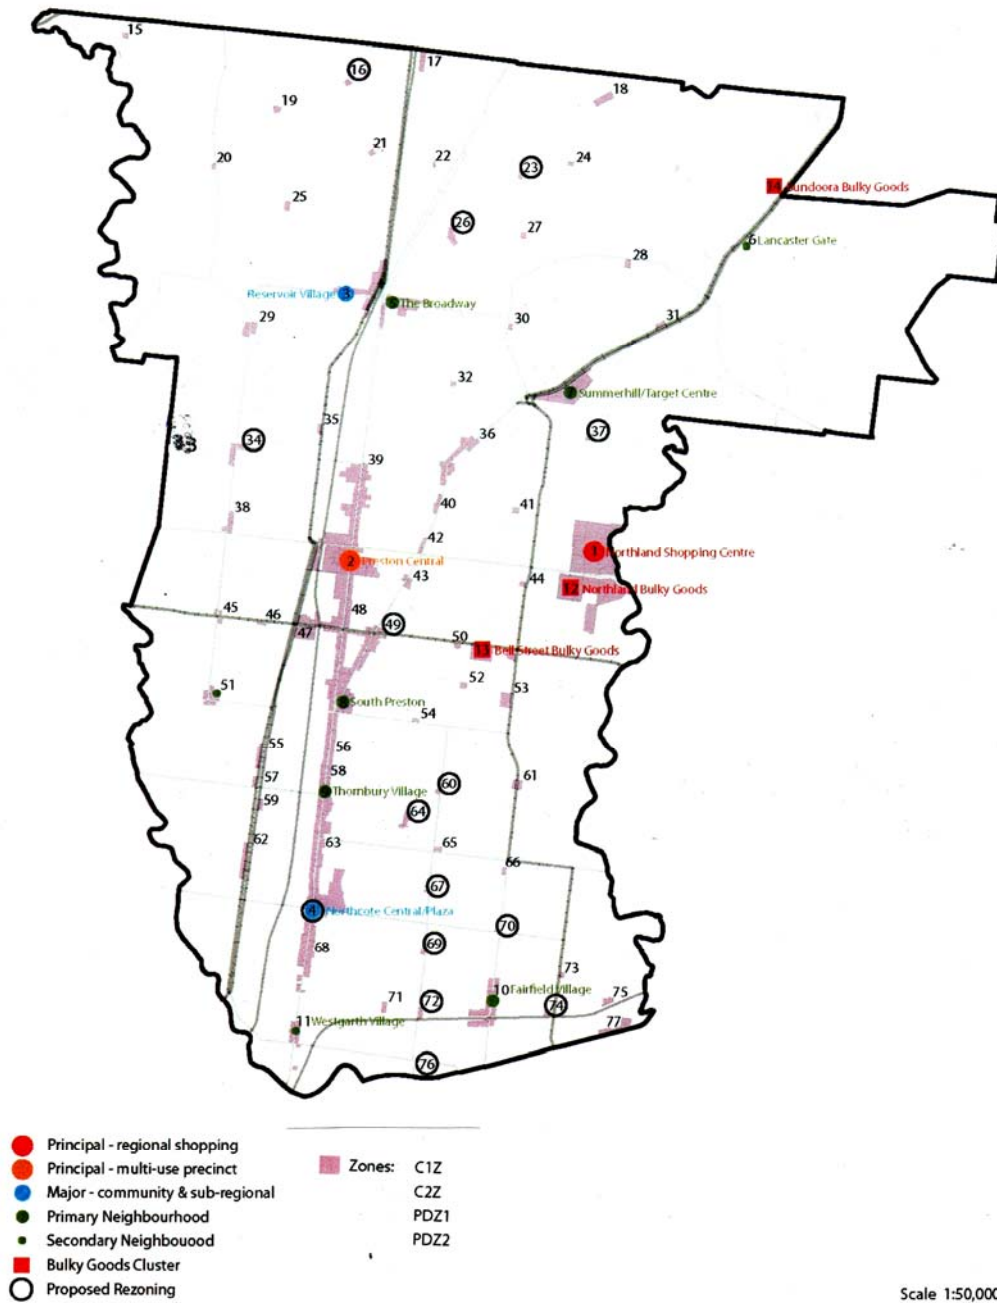 15
16
17
18
19
20
21
22
23
24
25
26
27
14 Bundoora Bulky Goods
6 Lancaster Gate
28
Reservoir Village 3
The Broadway
29
30
31
32
Summerhill/Target Centre
34
35
36
37
38
39
40
41
42
1 Northland Shopping Centre
2 Preston Central
43
44
12 Northland Bulky Goods
45
46
47
48
49
50
13 Bell Street Bulky Goods
51
52
53
South Preston
54
55
56
57
58
Thornbury Village
59
60
61
62
63
64
65
66
67
4 Northcote Central/Plaza
68
69
70
71
72
73
10 Fairfield Village
74
75
11 Westgarth Village
76
77
Principal - regional shopping
Principal - multi-use precinct
Major - community & sub-regional
Primary Neighbourhood
Secondary Neighbouood
Bulky Goods Cluster
Proposed Rezoning
Zones: C1Z
C2Z
PDZ1
PDZ2
Scale 1:50,000